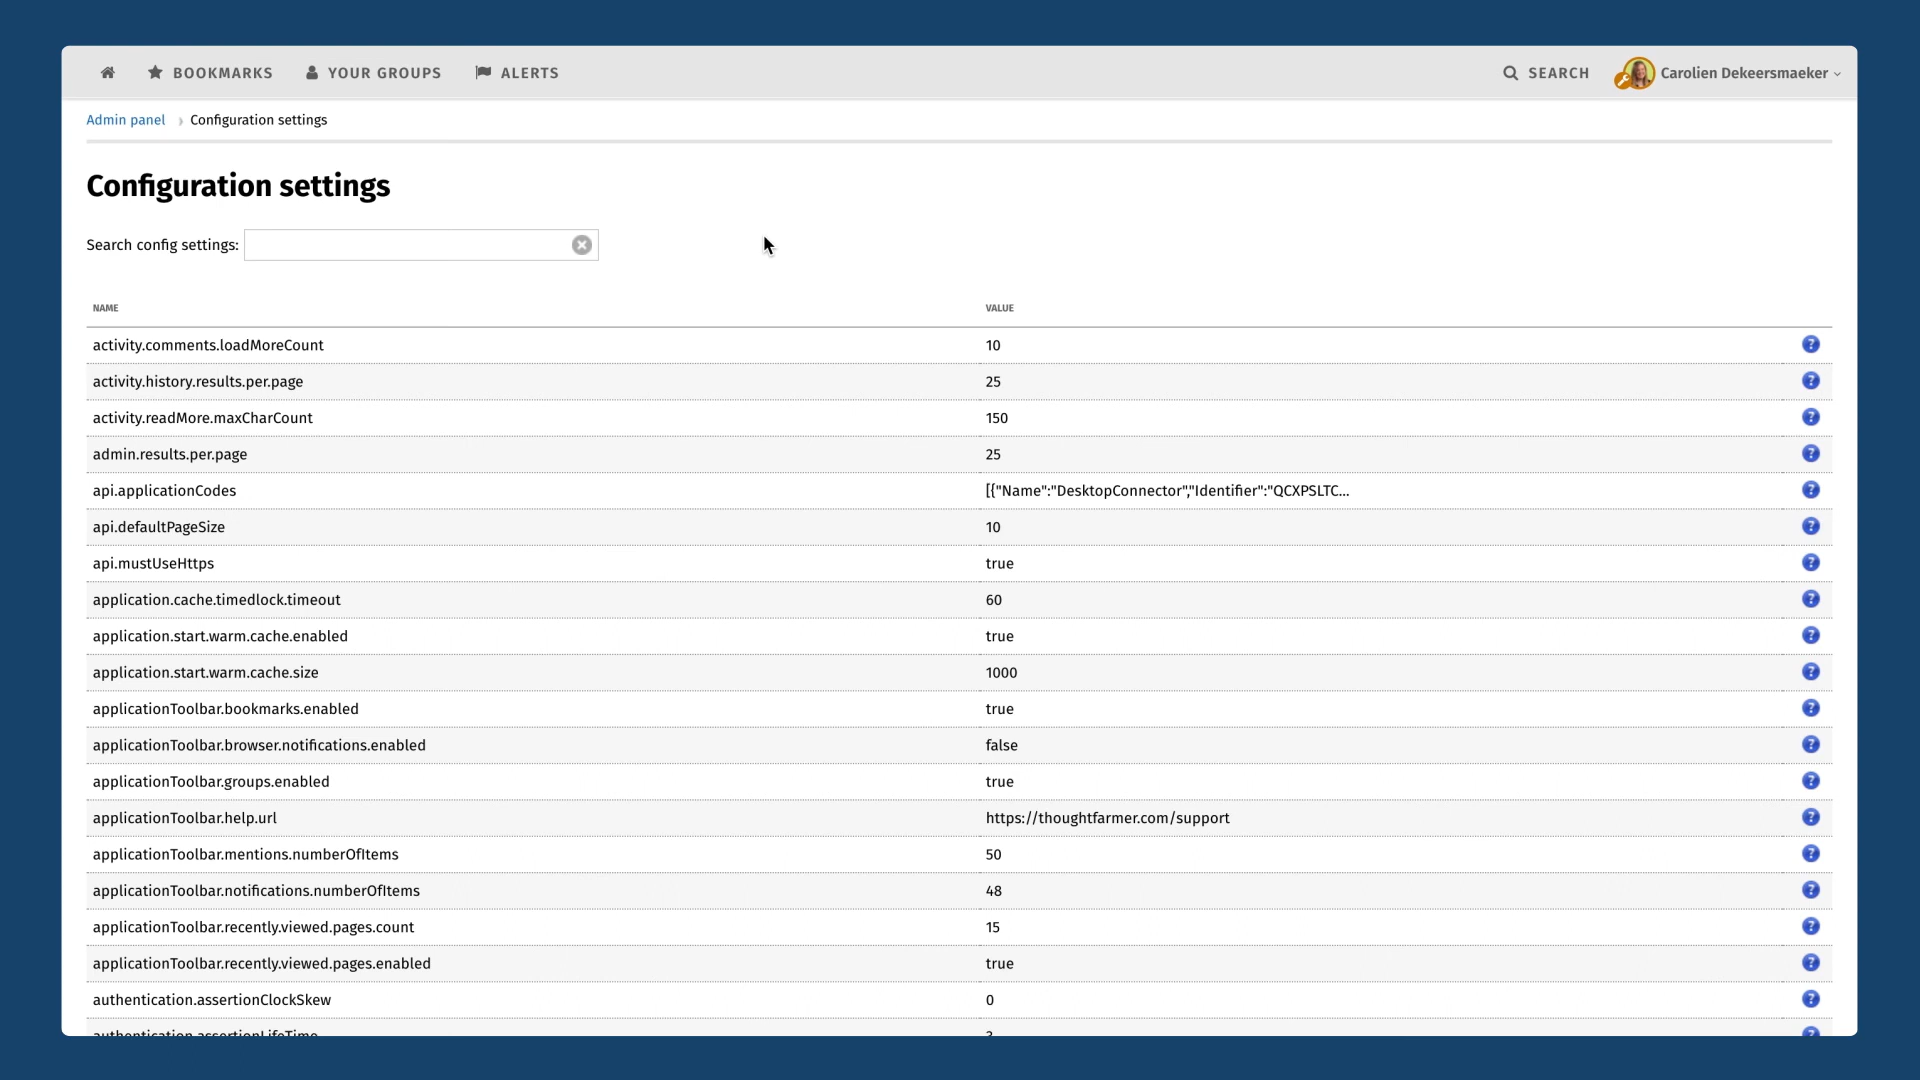 BOOKMARKS YOUR GROUPS ALERTS SEARCH Carolien Dekeersmaeker
Admin panel › Configuration settings
Configuration settings
Search config settings:
NAME VALUE
activity.comments.loadMoreCount 10
activity.history.results.per.page 25
activity.readMore.maxCharCount 150
admin.results.per.page 25
api.applicationCodes [{"Name":"DesktopConnector","Identifier":"QCXPSLTC...
api.defaultPageSize 10
api.mustUseHttps true
application.cache.timedlock.timeout 60
application.start.warm.cache.enabled true
application.start.warm.cache.size 1000
applicationToolbar.bookmarks.enabled true
applicationToolbar.browser.notifications.enabled false
applicationToolbar.groups.enabled true
applicationToolbar.help.url https://thoughtfarmer.com/support
applicationToolbar.mentions.numberOfItems 50
applicationToolbar.notifications.numberOfItems 48
applicationToolbar.recently.viewed.pages.count 15
applicationToolbar.recently.viewed.pages.enabled true
authentication.assertionClockSkew 0
authentication.assertionLifeTime